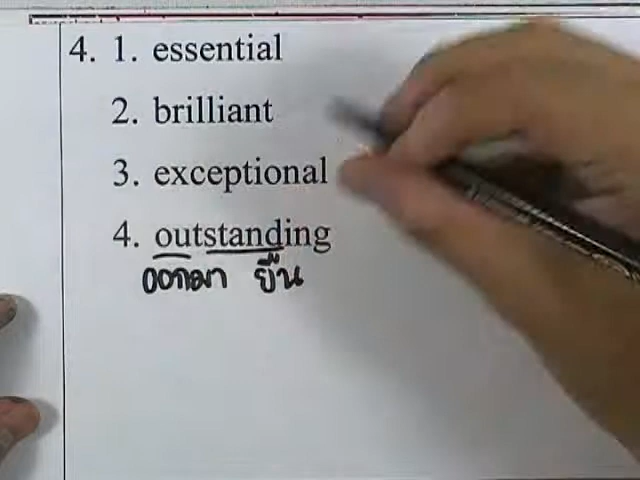 4. 1. essential
2. brilliant
3. exceptional
4. outstanding
ออกมา ยืน